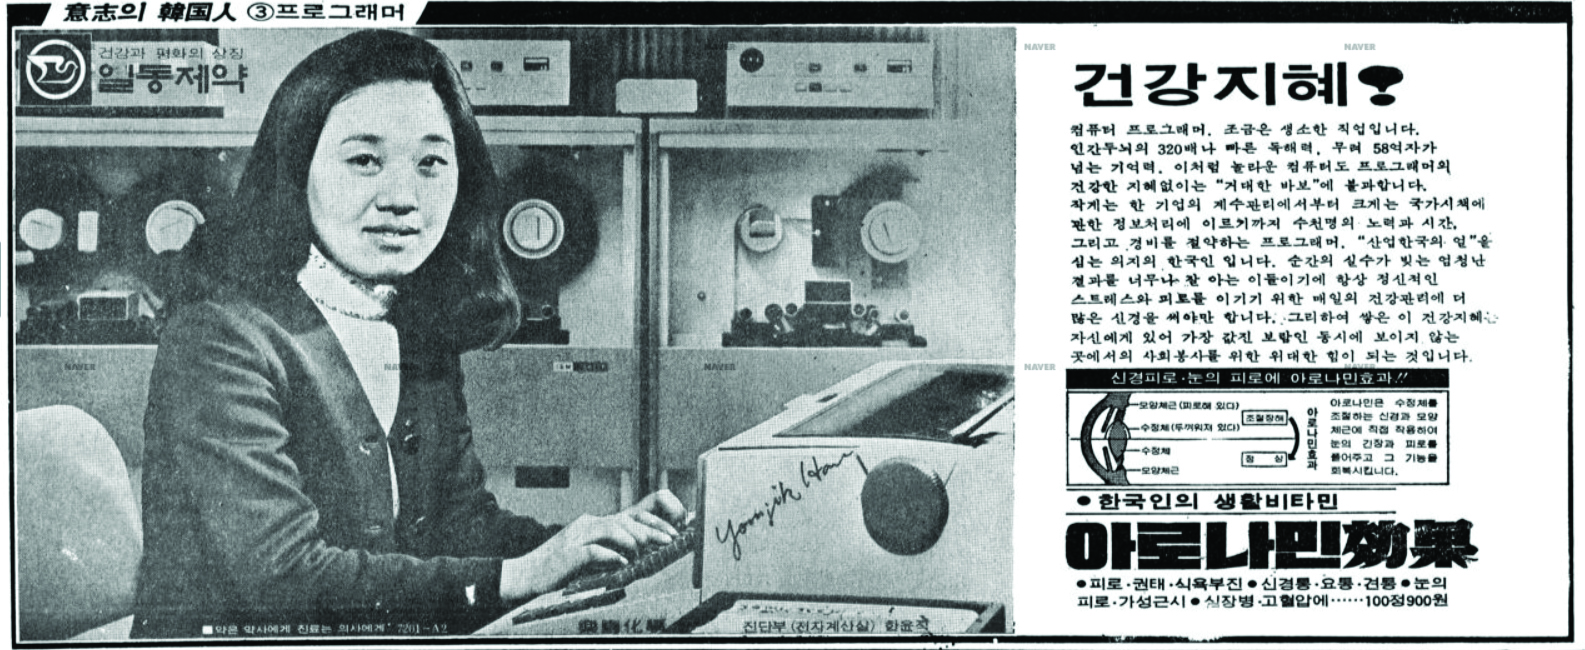 意志의 韓国人 ③프로그래머
건강과 평화의 상징
일동제약
건강지혜!
컴퓨터 프로그래머. 조금은 생소한 직업입니다.
인간두뇌의 320배나 빠른 독해력, 무려 58억자가
넘는 기억력. 이처럼 놀라운 컴퓨터도 프로그래머의
건강한 지혜없이는 “거대한 바보”에 불과합니다.
작게는 한 기업의 계수관리에서부터 크게는 국가시책에
관한 정보처리에 이르기까지 수천명의 노력과 시간,
그리고 경비를 절약하는 프로그래머. “산업한국의 얼”을
심는 의지의 한국인 입니다. 순간의 실수가 빚는 엄청난
결과를 너무나 잘 아는 이들이기에 항상 정신적인
스트레스와 피로를 이기기 위한 매일의 건강관리에 더
많은 신경을 써야만 합니다. 그리하여 쌓은 이 건강지혜는
자신에게 있어 가장 값진 보람인 동시에 보이지 않는
곳에서의 사회봉사를 위한 위대한 힘이 되는 것입니다.
신경피로·눈의 피로에 아로나민효과!!
모양체근(피로해 있다)
수정체(두꺼워져 있다)
수정체
모양체근
조절장해
정 상
아로나민효과
아로나민은 수정체를
조절하는 신경과 모양
체근에 직접 작용하여
눈의 긴장과 피로를
풀어주고 그 기능을
회복시킵니다.
●한국인의 생활비타민
아로나민効果
●피로·권태·식욕부진●신경통·요통·견통●눈의
피로·가성근시●심장병·고혈압에……100정900원
Yoonjik Han
■약은 약사에게 진료는 의사에게 7201-A2
진단부(전자계산실) 한윤직
NAVER
NAVER
NAVER
NAVER
NAVER
NAVER
NAVER
NAVER
NAVER
NAVER